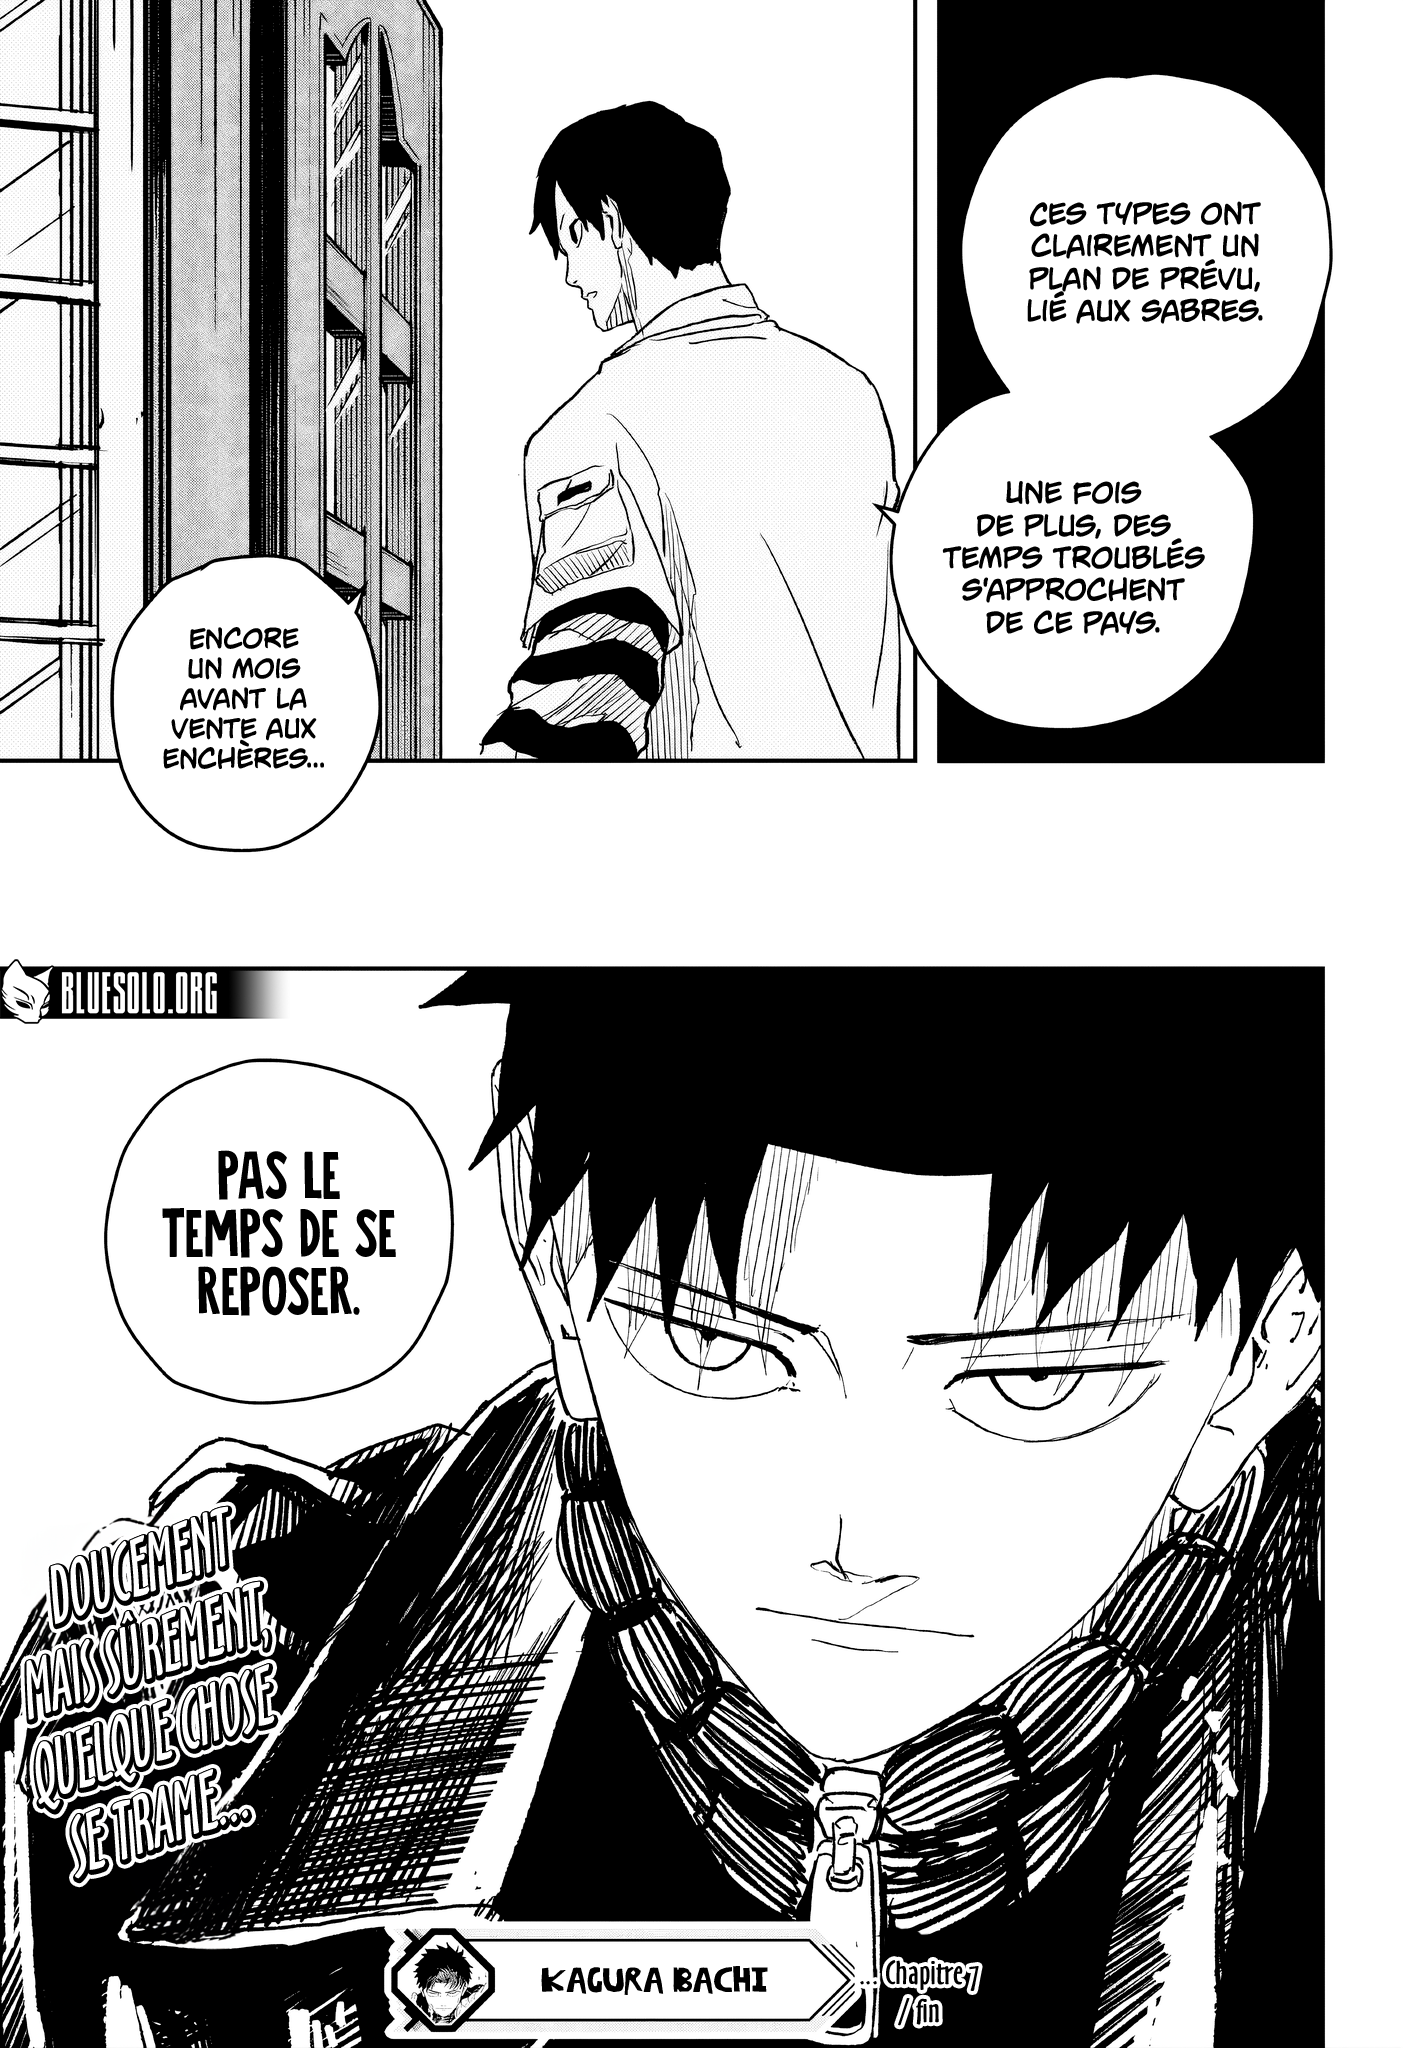 CES TYPES ONT
CLAIREMENT UN
PLAN DE PRÉVU,
LIÉ AUX SABRES.
UNE FOIS
DE PLUS, DES
TEMPS TROUBLÉS
S'APPROCHENT
DE CE PAYS.
ENCORE
UN MOIS
AVANT LA
VENTE AUX
ENCHÈRES...
BLUESOLO.ORG
PAS LE
TEMPS DE SE
REPOSER.
DOUCEMENT
MAIS SÛREMENT,
QUELQUE CHOSE
SE TRAME...
KAGURA BACHI
... Chapitre 7
/ fin